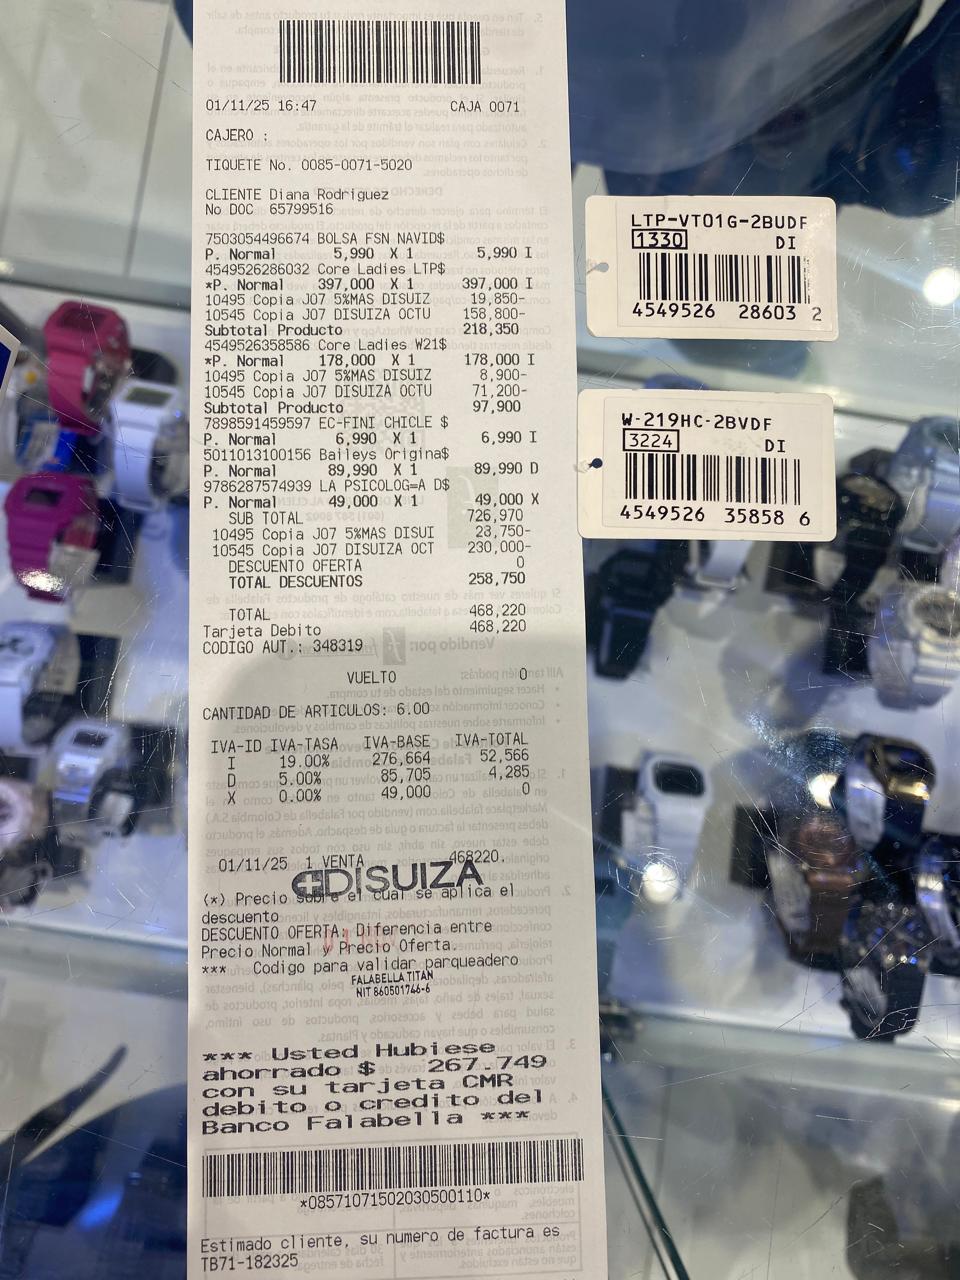 01/11/25 16:47 CAJA 0071
CAJERO :
TIQUETE No. 0085-0071-5020
CLIENTE Diana Rodriguez
No DOC 65799516
7503054496674 BOLSA FSN NAVID$
P. Normal 5,990 X 1 5,990 I
4549526286032 Core Ladies LTP$
*P. Normal 397,000 X 1 397,000 I
10495 Copia J07 5%MAS DISUIZ 19,850-
10545 Copia J07 DISUIZA OCTU 158,800-
Subtotal Producto 218,350
4549526358586 Core Ladies W21$
*P. Normal 178,000 X 1 178,000 I
10495 Copia J07 5%MAS DISUIZ 8,900-
10545 Copia J07 DISUIZA OCTU 71,200-
Subtotal Producto 97,900
7898591459597 EC-FINI CHICLE $
P. Normal 6,990 X 1 6,990 I
5011013100156 Baileys Origina$
P. Normal 89,990 X 1 89,990 D
9786287574939 LA PSICOLOG=A D$
P. Normal 49,000 X 1 49,000 X
SUB TOTAL 726,970
10495 Copia J07 5%MAS DISUI 28,750-
10545 Copia J07 DISUIZA OCT 230,000-
DESCUENTO OFERTA 0
TOTAL DESCUENTOS 258,750
TOTAL 468,220
Tarjeta Debito 468,220
CODIGO AUT.: 348319
VUELTO 0
CANTIDAD DE ARTICULOS: 6.00
IVA-ID IVA-TASA IVA-BASE IVA-TOTAL
I 19.00% 276,664 52,566
D 5.00% 85,705 4,285
X 0.00% 49,000 0
01/11/25 1 VENTA 468220.
DISUIZA
(*) Precio sobre el cual se aplica el
descuento
DESCUENTO OFERTA: Diferencia entre
Precio Normal y Precio Oferta.
*** Codigo para validar parqueadero
FALABELLA TITAN
NIT 860501746-6
*** Usted Hubiese
ahorrado $ 267.749
con su tarjeta CMR
debito o credito del
Banco Falabella ***
*08571071502030500110*
Estimado cliente, su numero de factura es
TB71-182325
LTP-VT01G-2BUDF
1330 DI
4549526 28603 2
W-219HC-2BVDF
3224 DI
4549526 35858 6